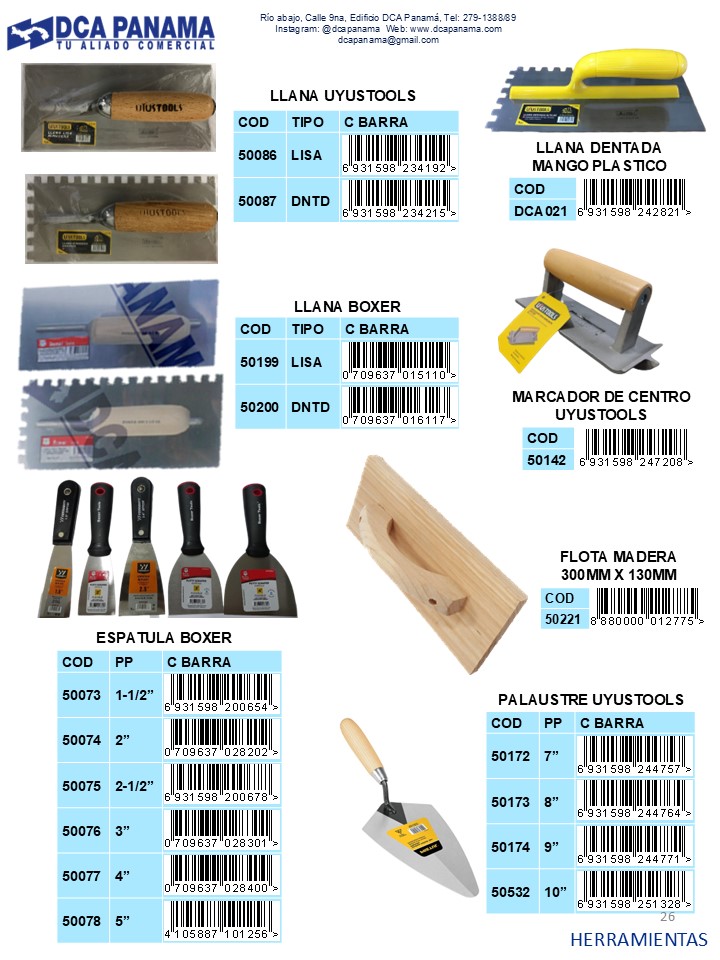 DCA PANAMA
TU ALIADO COMERCIAL
Río abajo, Calle 9na, Edificio DCA Panamá, Tel: 279-1388/89
Instagram: @dcapanama Web: www.dcapanama.com
dcapanama@gmail.com
UYUSTOOLS
UYUSTOOLS
LLANA UYUSTOOLS
COD TIPO C BARRA
50086 LISA 6 931598 234192 >
50087 DNTD 6 931598 234215 >
UYUSTOOLS
LLANA DENTADA
MANGO PLASTICO
COD
DCA 021 6 931598 242821 >
PANAMA
DCA PANAMA
LLANA BOXER
COD TIPO C BARRA
50199 LISA 0 709637 015110 >
50200 DNTD 0 709637 016117 >
UYUSTOOLS
MARCADOR DE CENTRO
UYUSTOOLS
COD
50142 6 931598 247208 >
FLOTA MADERA
300MM X 130MM
COD
50221 8 880000 012775 >
ESPATULA BOXER
COD PP C BARRA
50073 1-1/2” 6 931598 200654 >
50074 2” 0 709637 028202 >
50075 2-1/2” 6 931598 200678 >
50076 3” 0 709637 028301 >
50077 4” 0 709637 028400 >
50078 5” 4 105887 101256 >
PALAUSTRE UYUSTOOLS
COD PP C BARRA
50172 7” 6 931598 244757 >
50173 8” 6 931598 244764 >
50174 9” 6 931598 244771 >
50532 10” 6 931598 251328 >
26
HERRAMIENTAS